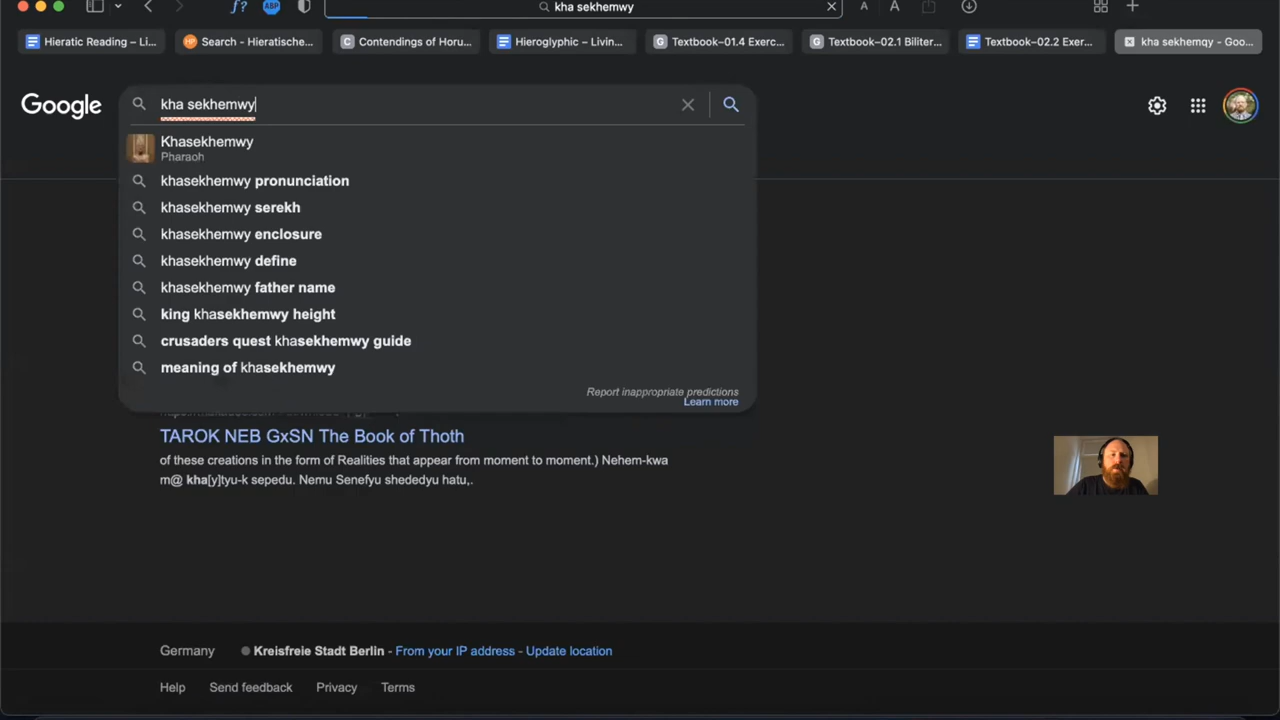 kha sekhemwy
Hieratic Reading – Li...
Search - Hieratische...
Contendings of Horu...
Hieroglyphic – Livin...
Textbook–01.4 Exerc...
Textbook–02.1 Biliter...
Textbook–02.2 Exer...
kha sekhemqy - Goo...
Google
kha sekhemwy
Khasekhemwy
Pharaoh
khasekhemwy pronunciation
khasekhemwy serekh
khasekhemwy enclosure
khasekhemwy define
khasekhemwy father name
king khasekhemwy height
crusaders quest khasekhemwy guide
meaning of khasekhemwy
Report inappropriate predictions
Learn more
TAROK NEB GxSN The Book of Thoth
of these creations in the form of Realities that appear from moment to moment.) Nehem-kwa
m@ kha[y]tyu-k sepedu. Nemu Senefyu shededyu hatu,.
Germany
Kreisfreie Stadt Berlin - From your IP address - Update location
Help Send feedback Privacy Terms